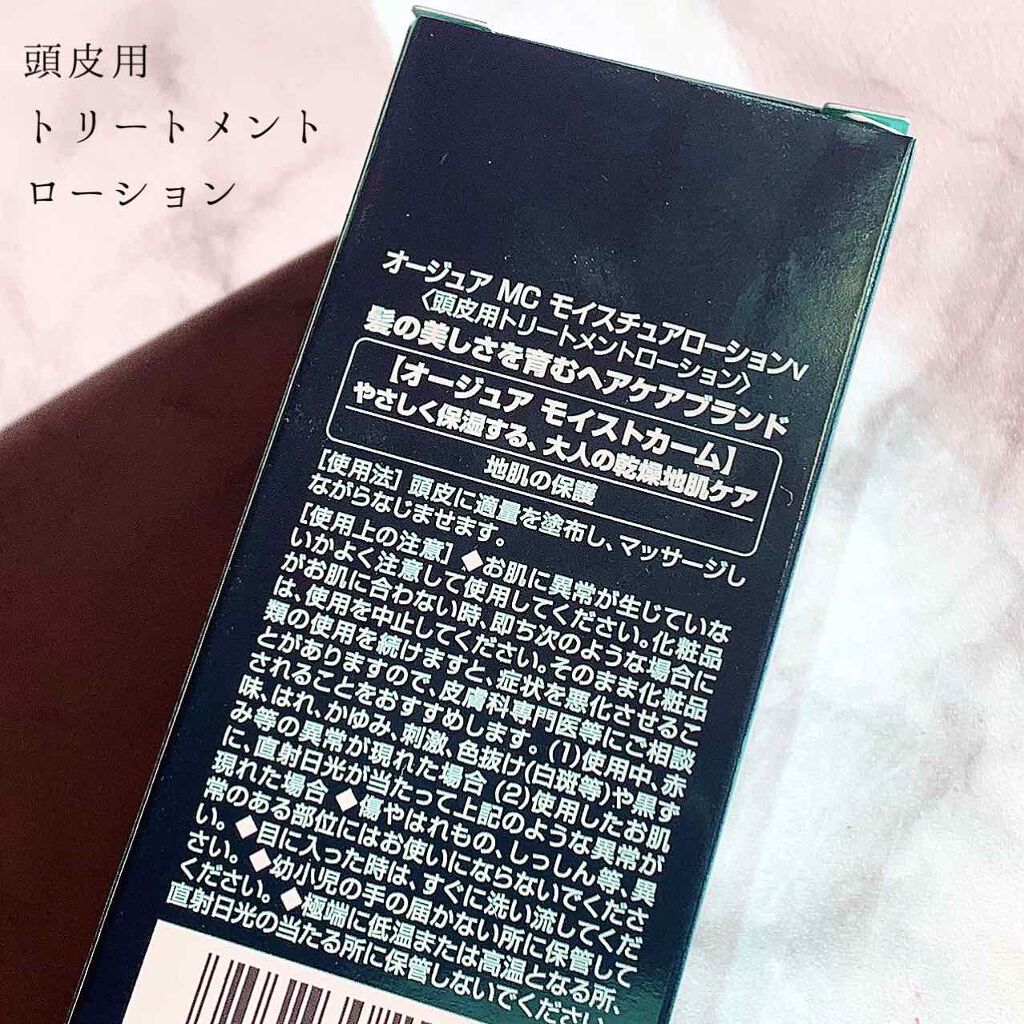 頭皮用
トリートメント
ローション
オージュア MC モイスチュアローションV
〈頭皮用トリートメントローション〉
髪の美しさを育むヘアケアブランド
【オージュア モイストカーム】
やさしく保湿する、大人の乾燥地肌ケア
地肌の保護
[使用法] 頭皮に適量を塗布し、マッサージし
ながらなじませます。
[使用上の注意] ◆お肌に異常が生じていな
いかよく注意して使用してください。化粧品
がお肌に合わない時、即ち次のような場合に
は、使用を中止してください。そのまま化粧品
類の使用を続けますと、症状を悪化させるこ
とがありますので、皮膚科専門医等にご相談
されることをおすすめします。(1)使用中、赤
味、はれ、かゆみ、刺激、色抜け(白斑等)や黒ず
み等の異常が現れた場合 (2)使用したお肌
に、直射日光が当たって上記のような異常が
現れた場合 ◆傷やはれもの、しっしん等、異
常のある部位にはお使いにならないでくださ
い。◆目に入った時は、すぐに洗い流してくだ
さい。◆幼小児の手の届かない所に保管して
ください。◆極端に低温または高温となる所、
直射日光の当たる所に保管しないでください。